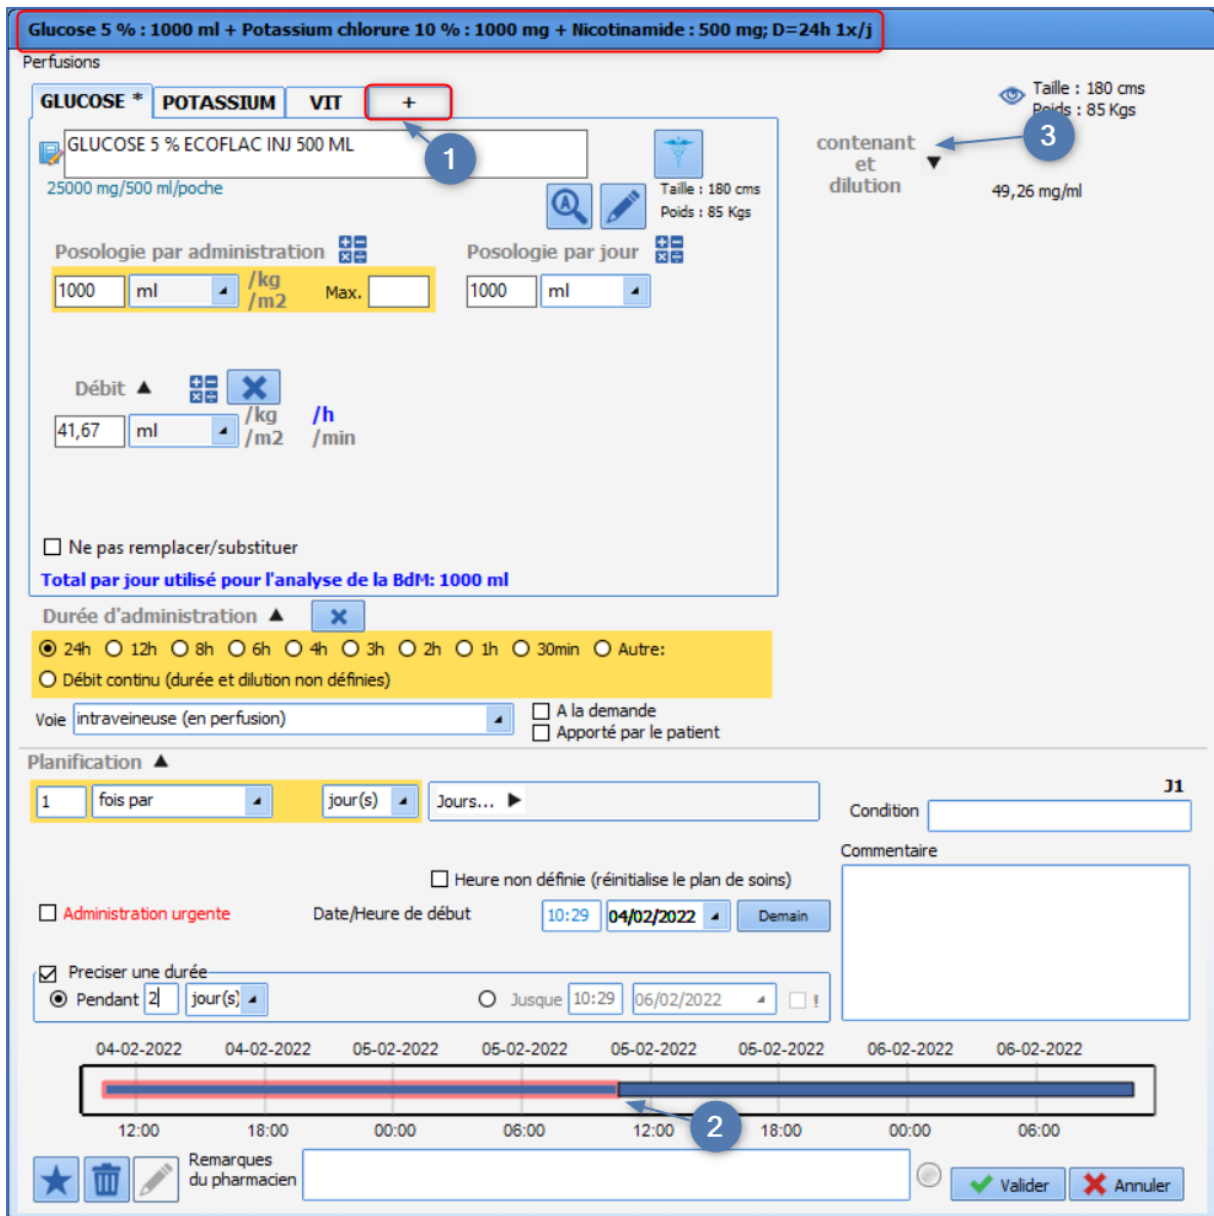 Glucose 5 % : 1000 ml + Potassium chlorure 10 % : 1000 mg + Nicotinamide : 500 mg; D=24h 1x/j
Perfusions
GLUCOSE * POTASSIUM VIT +
Taille : 180 cms
Poids : 85 Kgs
1
3
GLUCOSE 5 % ECOFLAC INJ 500 ML
contenant
et
dilution
25000 mg/500 ml/poche
Taille : 180 cms
Poids : 85 Kgs
49,26 mg/ml
Posologie par administration
Posologie par jour
1000 ml /kg
/m2 Max.
1000 ml
Débit
41,67 ml /kg
/m2
/h
/min
Ne pas remplacer/substituer
Total par jour utilisé pour l'analyse de la BdM: 1000 ml
Durée d'administration
24h 12h 8h 6h 4h 3h 2h 1h 30min Autre:
Débit continu (durée et dilution non définies)
Voie intraveineuse (en perfusion)
A la demande
Apporté par le patient
Planification
J1
1 fois par jour(s) Jours...
Condition
Commentaire
Heure non définie (réinitialise le plan de soins)
Administration urgente Date/Heure de début 10:29 04/02/2022 Demain
Preciser une durée
Pendant 2 jour(s) Jusque 10:29 06/02/2022 !
04-02-2022 04-02-2022 05-02-2022 05-02-2022 05-02-2022 05-02-2022 06-02-2022 06-02-2022
12:00 18:00 00:00 06:00 12:00 18:00 00:00 06:00
2
Remarques
du pharmacien
Valider Annuler